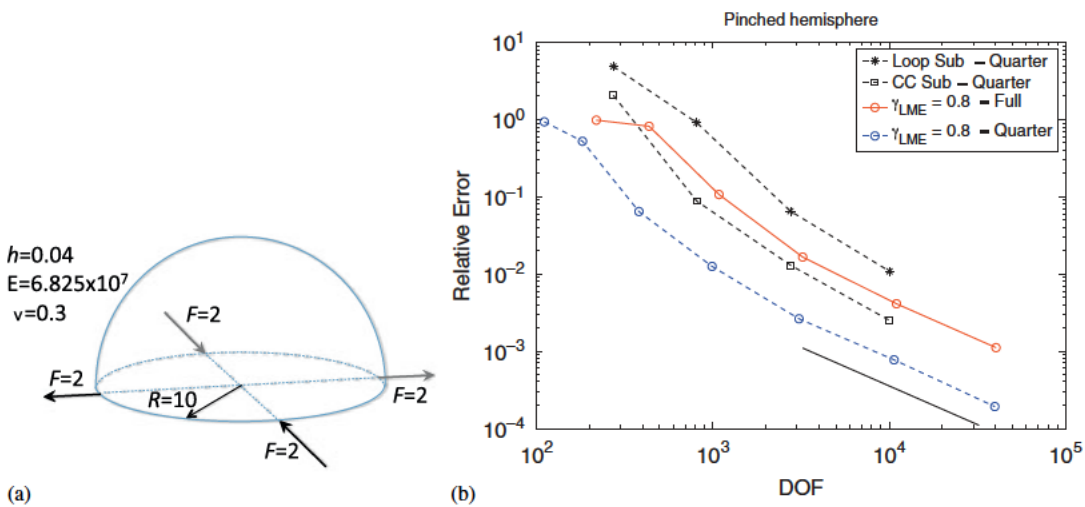 h=0.04
E=6.825x10⁷
ν=0.3
F=2
F=2
F=2
R=10
F=2
(a)
Pinched hemisphere
10¹
10⁰
10⁻¹
10⁻²
10⁻³
10⁻⁴
Relative Error
Loop Sub – Quarter
CC Sub – Quarter
γLME = 0.8 – Full
γLME = 0.8 – Quarter
10²
10³
10⁴
10⁵
DOF
(b)